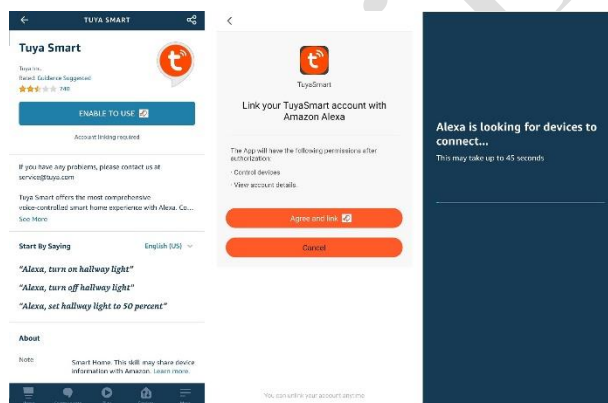 TUYA SMART
Tuya Smart
Tuya Inc.
Rated: Guidance Suggested
740
ENABLE TO USE
Account linking required
If you have any problems, please contact us at
service@tuya.com
Tuya Smart offers the most comprehensive
voice-controlled smart home experience with Alexa. Co...
See More
Start By Saying
English (US)
"Alexa, turn on hallway light"
"Alexa, turn off hallway light"
"Alexa, set hallway light to 50 percent"
About
Note
Smart Home. This skill may share device
information with Amazon. Learn more.
TuyaSmart
Link your TuyaSmart account with
Amazon Alexa
The App will have the following permissions after
authorization:
· Control devices
· View account details.
Agree and link
Cancel
You can unlink your account anytime
Alexa is looking for devices to
connect...
This may take up to 45 seconds